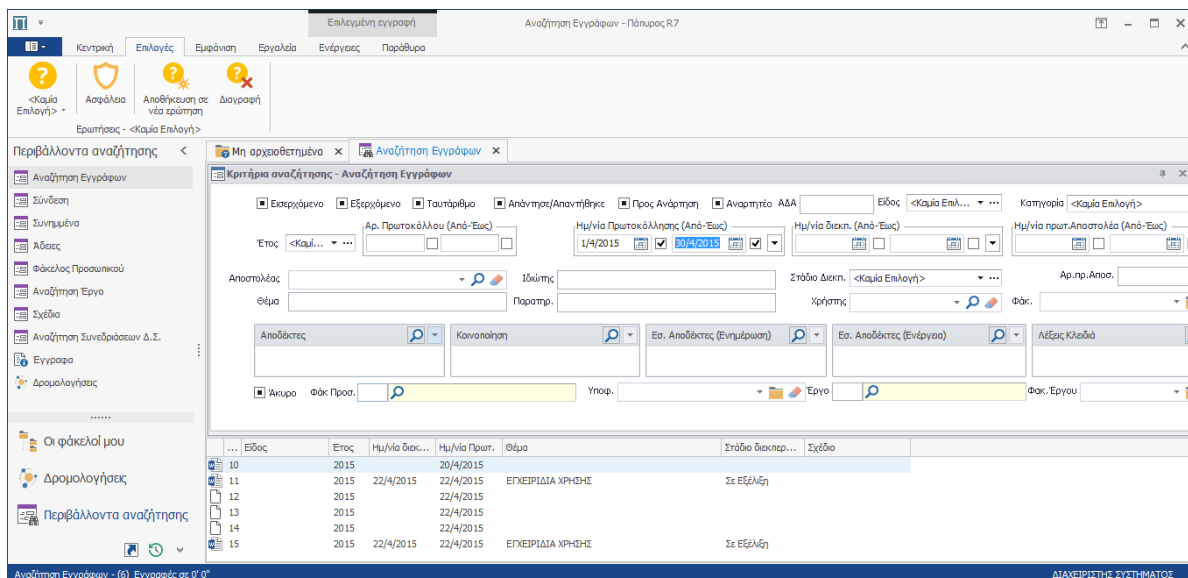 Επιλεγμένη εγγραφή
Αναζήτηση Εγγράφων - Πάπυρος R.7
Κεντρική Επιλογές Εμφάνιση Εργαλεία Ενέργειες Παράθυρα
<Καμία Επιλογή> Ασφάλεια Αποθήκευση σε νέα ερώτηση Διαγραφή
Ερωτήσεις - <Καμία Επιλογή>
Περιβάλλοντα αναζήτησης
Μη αρχειοθετημένα Αναζήτηση Εγγράφων
Κριτήρια αναζήτησης - Αναζήτηση Εγγράφων
Αναζήτηση Εγγράφων
Σύνδεση
Συνημμένα
Άδειες
Φάκελος Προσωπικού
Αναζήτηση Έργο
Σχέδια
Αναζήτηση Συνεδριάσεων Δ.Σ.
Έγγραφα
Δρομολογήσεις
Οι φάκελοί μου
Δρομολογήσεις
Περιβάλλοντα αναζήτησης
Εισερχόμενο Εξερχόμενο Ταυτάριθμο Απάντησε/Απαντήθηκε Προς Ανάρτηση Αναρτητέο ΑΔΑ Είδος <Καμία Επιλ... Κατηγορία <Καμία Επιλογή>
Αρ. Πρωτοκόλλου (Από-Έως) Ημ/νία Πρωτοκόλλησης (Από-Έως) Ημ/νία διεκπ. (Από-Έως) Ημ/νία πρωτ.Αποστολέα (Από-Έως)
Έτος <Καμί... 1/4/2015 30/4/2015
Αποστολέας Ιδιώτης Στάδιο Διεκπ. <Καμία Επιλογή> Αρ.πρ.Αποσ.
Θέμα Παρατηρ. Χρήστης Φάκ.
Αποδέκτες Κοινοποίηση Εσ. Αποδέκτες (Ενημέρωση) Εσ. Αποδέκτες (Ενέργεια) Λέξεις Κλειδιά
Άκυρο Φάκ Προσ. Υποφ. Έργο Φακ.Έργου
... Είδος Έτος Ημ/νία διεκ... Ημ/νία Πρωτ. Θέμα Στάδιο διεκπερ... Σχέδιο
10 2015 20/4/2015
11 2015 22/4/2015 22/4/2015 ΕΓΧΕΙΡΙΔΙΑ ΧΡΗΣΗΣ Σε Εξέλιξη
12 2015 22/4/2015
13 2015 22/4/2015
14 2015 22/4/2015
15 2015 22/4/2015 22/4/2015 ΕΓΧΕΙΡΙΔΙΑ ΧΡΗΣΗΣ Σε Εξέλιξη
Αναζήτηση Εγγράφων - (6) Εγγραφές σε 0' 0" ΔΙΑΧΕΙΡΙΣΤΗΣ ΣΥΣΤΗΜΑΤΟΣ